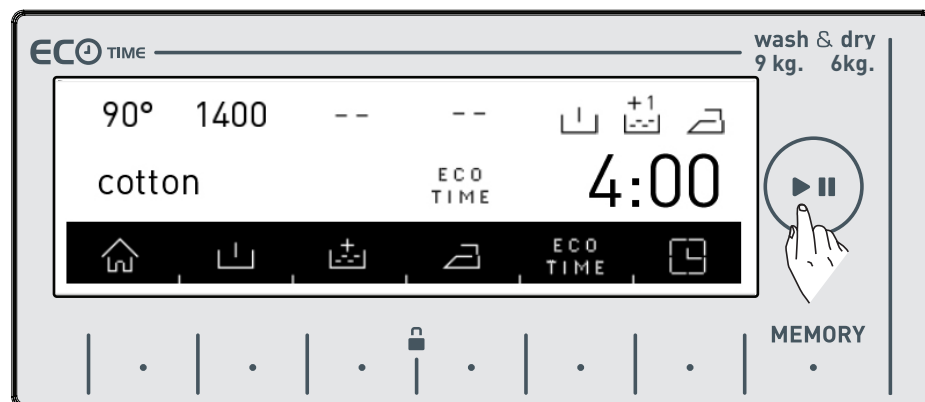 ECO TIME
wash & dry
9 kg. 6kg.
90° 1400 -- -- +1
cotton ECO TIME 4:00
+ ECO TIME
MEMORY